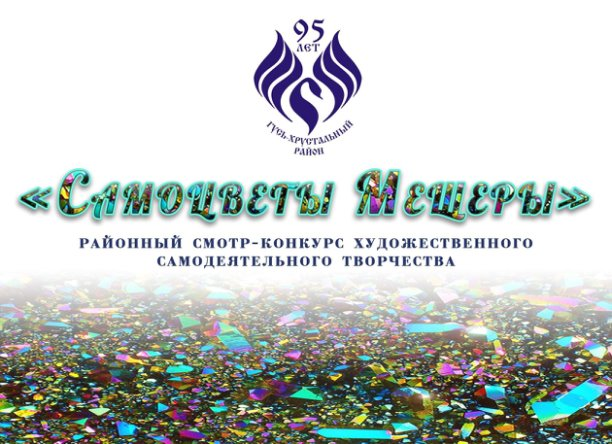 95
ЛЕТ
ГУСЬ-ХРУСТАЛЬНЫЙ
РАЙОН
«Самоцветы Мещеры»
РАЙОННЫЙ СМОТР-КОНКУРС ХУДОЖЕСТВЕННОГО
САМОДЕЯТЕЛЬНОГО ТВОРЧЕСТВА